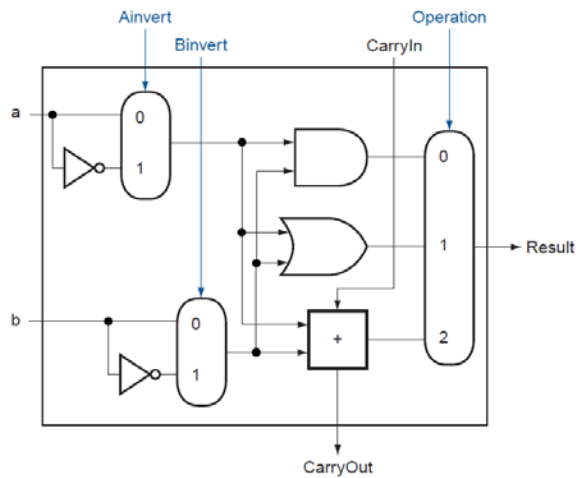 Ainvert
Operation
Binvert
CarryIn
a
0
1
0
1
Result
b
0
1
2
+
CarryOut